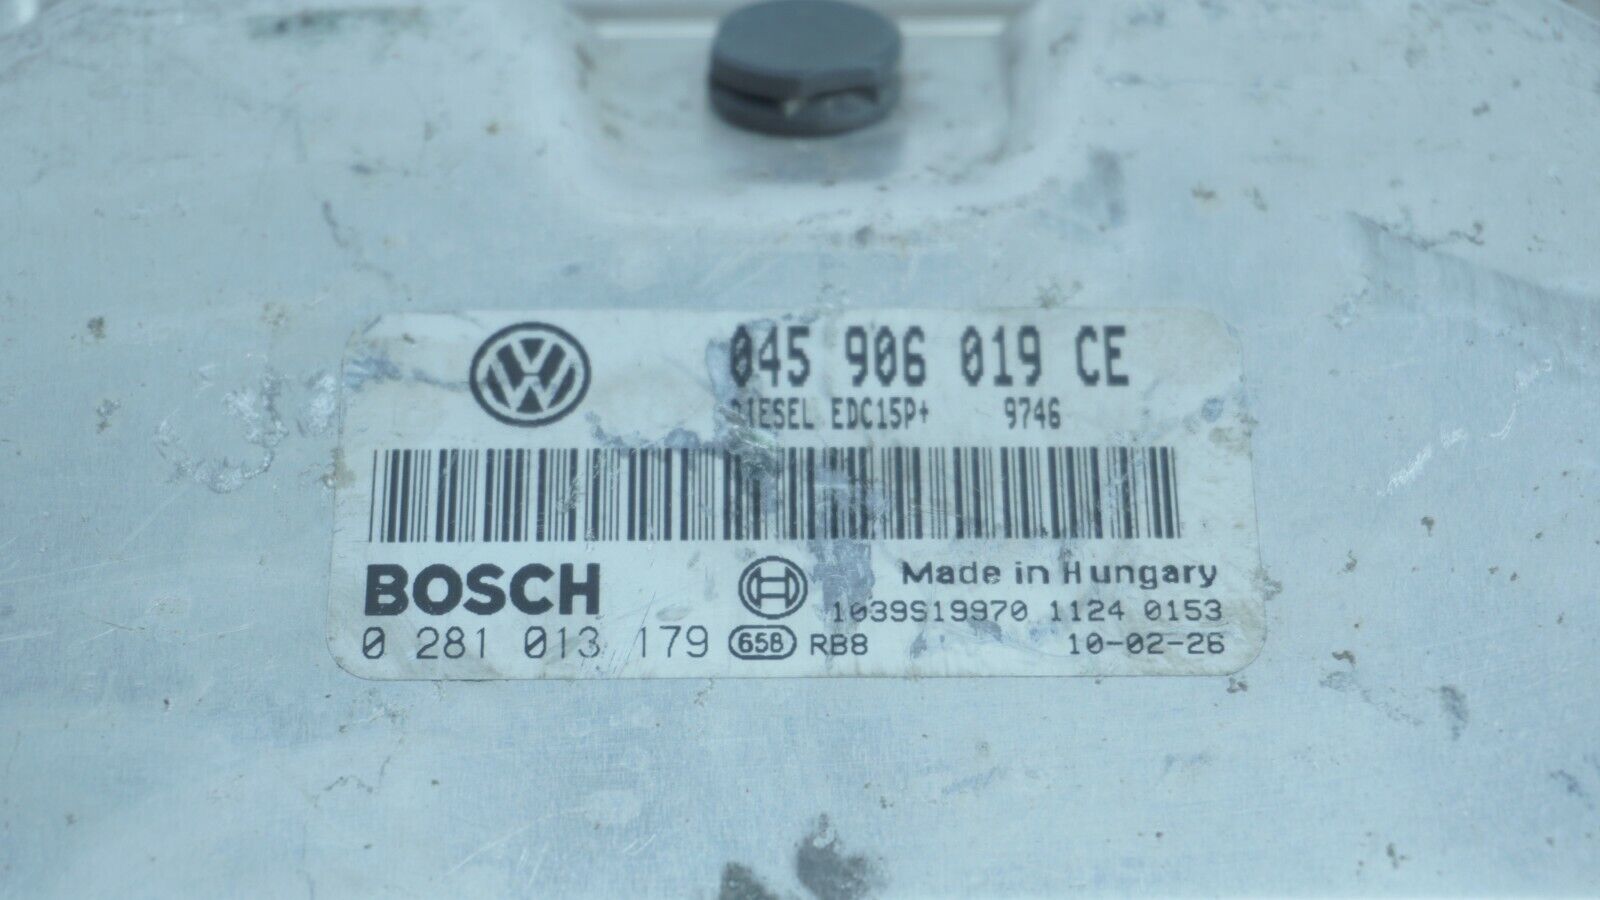 045 906 019 CE
DIESEL EDC15P+ 9746
BOSCH
Made in Hungary
1039S19970 1124 0153
0 281 013 179 658 RB8 10-02-26